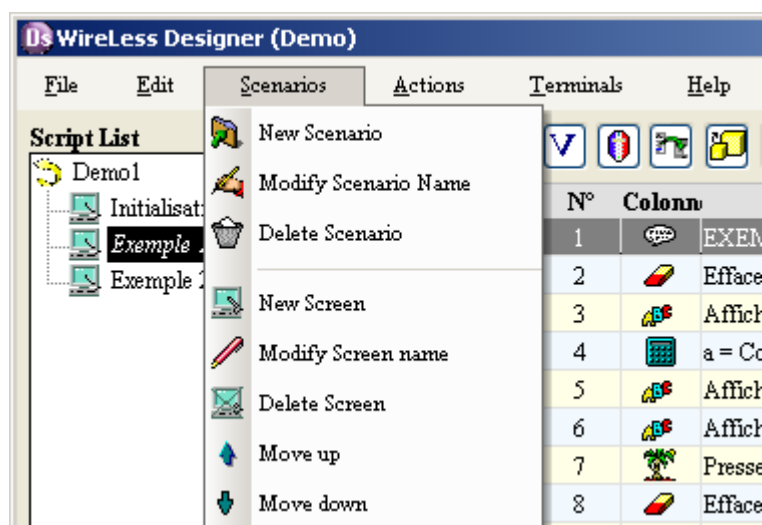 Ds WireLess Designer (Demo)
File Edit Scenarios Actions Terminals Help
Script List
Demo1
Exemple
Exemple 2
New Scenario
Modify Scenario Name
Delete Scenario
New Screen
Modify Screen name
Delete Screen
Move up
Move down
V
N° Colonn
1 EXEM
2 Efface
3 Affich
4 a = Co
5 Affich
6 Affich
7 Presse
8 Efface